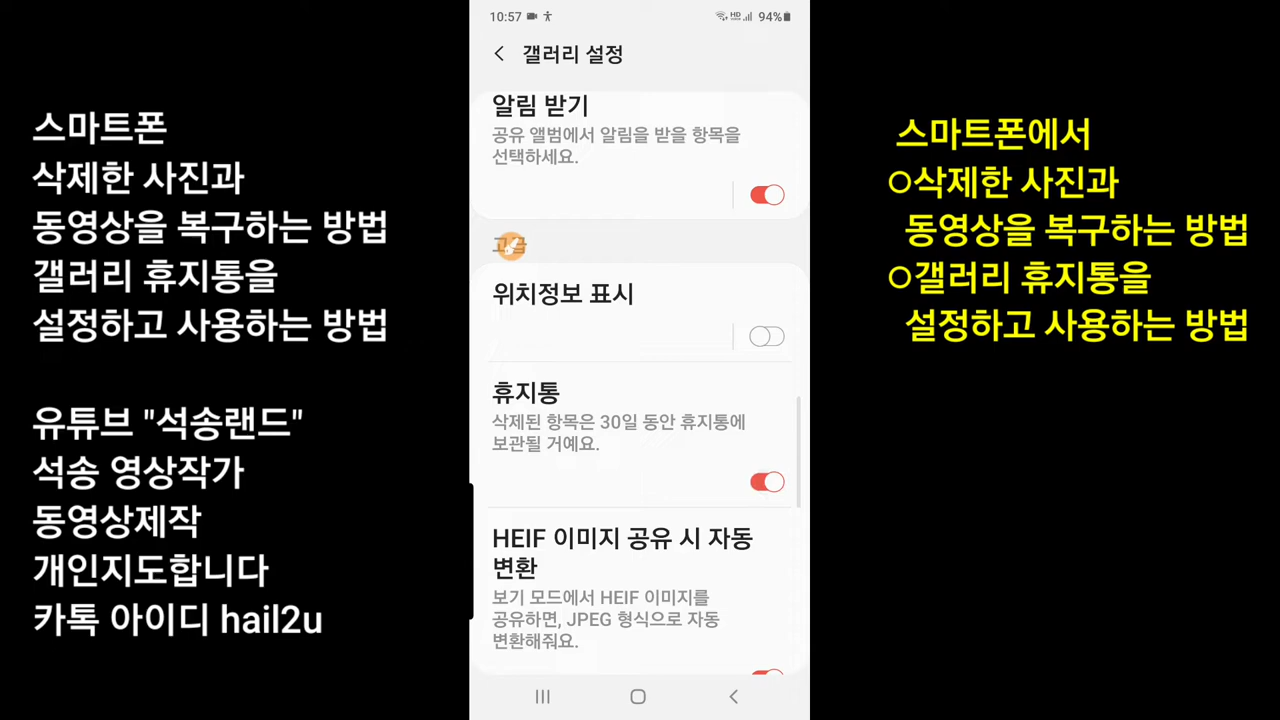 스마트폰
삭제한 사진과
동영상을 복구하는 방법
갤러리 휴지통을
설정하고 사용하는 방법
유튜브 "석송랜드"
석송 영상작가
동영상제작
개인지도합니다
카톡 아이디 hail2u
10:57
HD
94%
갤러리 설정
알림 받기
공유 앨범에서 알림을 받을 항목을
선택하세요.
고급
위치정보 표시
휴지통
삭제된 항목은 30일 동안 휴지통에
보관될 거예요.
HEIF 이미지 공유 시 자동
변환
보기 모드에서 HEIF 이미지를
공유하면, JPEG 형식으로 자동
변환해줘요.
스마트폰에서
○삭제한 사진과
동영상을 복구하는 방법
○갤러리 휴지통을
설정하고 사용하는 방법